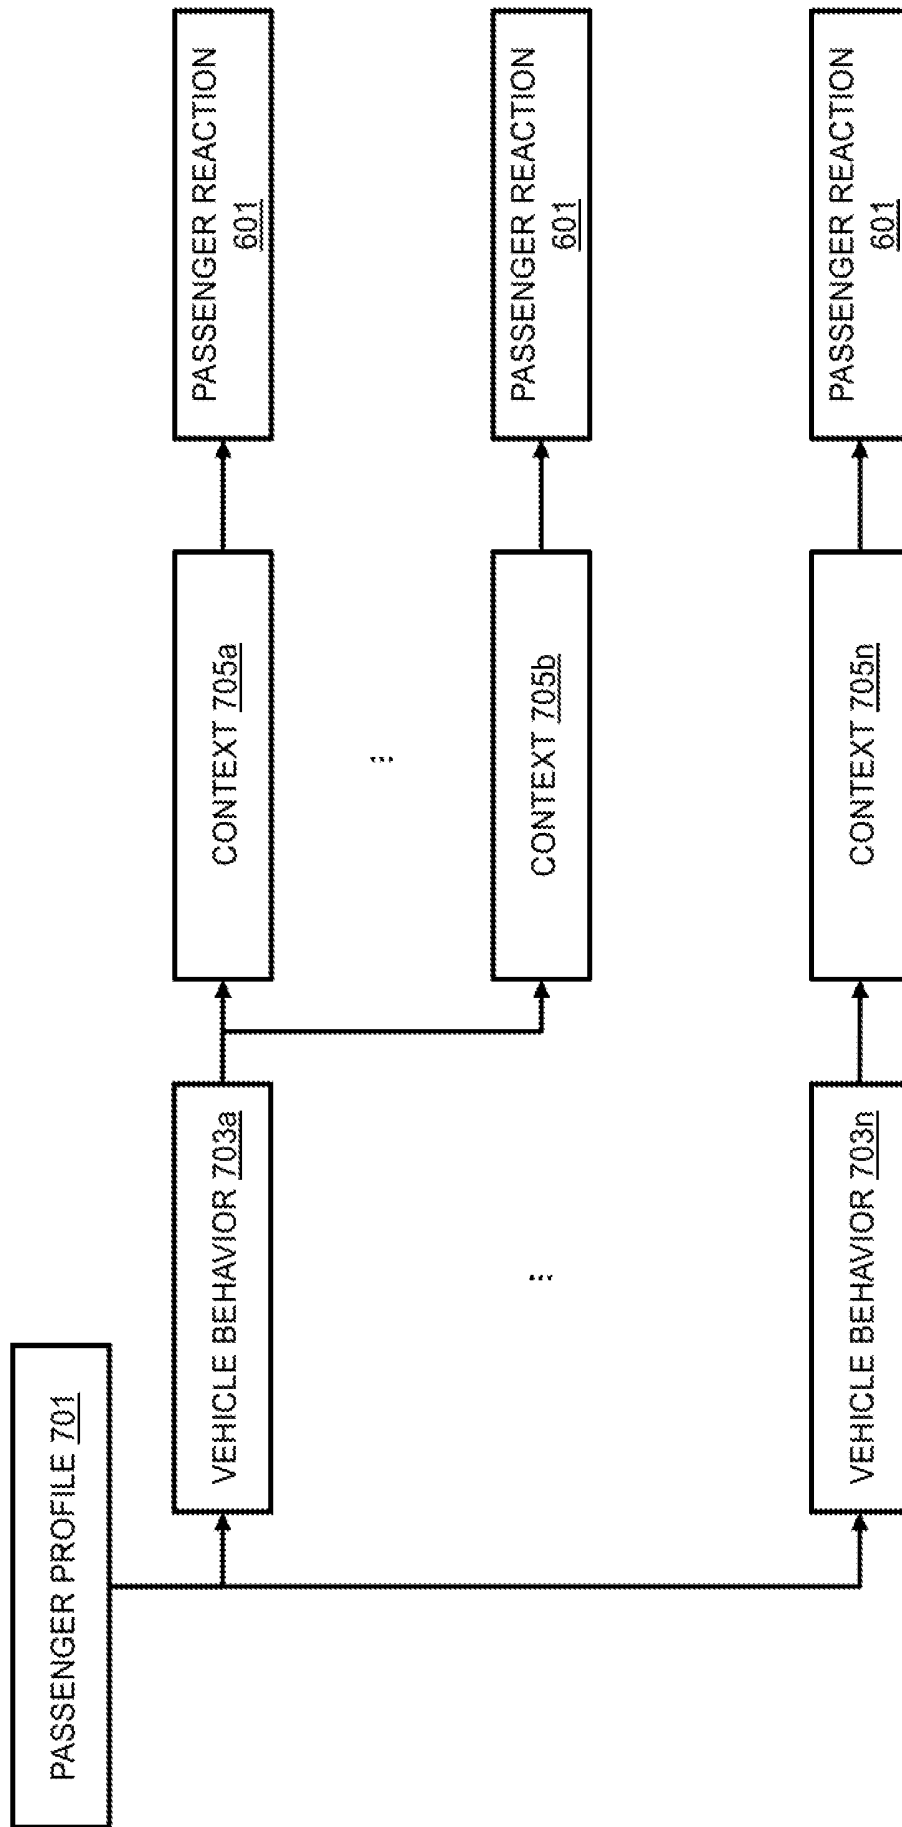 PASSENGER PROFILE 701
VEHICLE BEHAVIOR 703a
CONTEXT 705a
PASSENGER REACTION
601
...
CONTEXT 705b
PASSENGER REACTION
601
...
VEHICLE BEHAVIOR 703n
CONTEXT 705n
PASSENGER REACTION
601